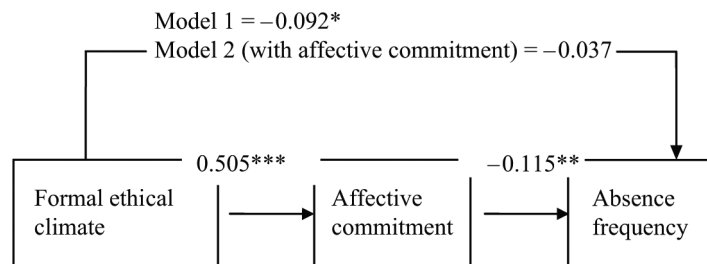 Model 1 = −0.092*
Model 2 (with affective commitment) = −0.037
0.505***
−0.115**
Formal ethical
climate
Affective
commitment
Absence
frequency